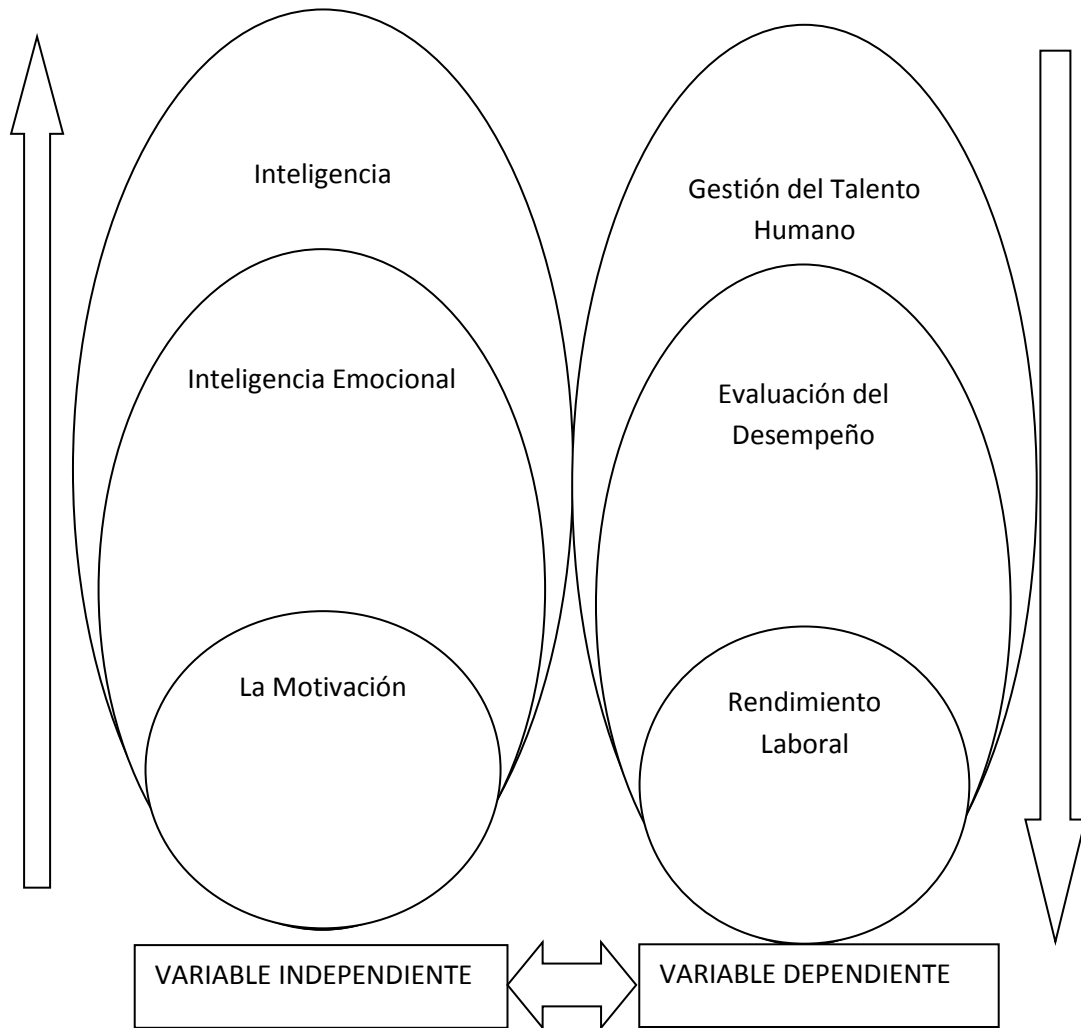 Inteligencia
Inteligencia Emocional
La Motivación
Gestión del Talento
Humano
Evaluación del
Desempeño
Rendimiento
Laboral
VARIABLE INDEPENDIENTE
VARIABLE DEPENDIENTE